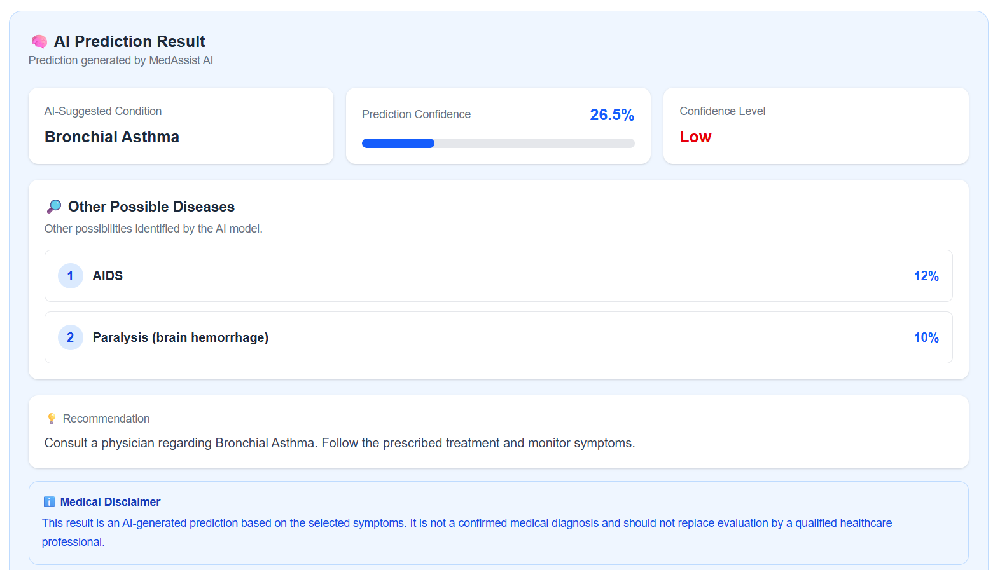 🧠 AI Prediction Result
Prediction generated by MedAssist AI
AI-Suggested Condition
Bronchial Asthma
Prediction Confidence
26.5%
Confidence Level
Low
🔎 Other Possible Diseases
Other possibilities identified by the AI model.
1 AIDS 12%
2 Paralysis (brain hemorrhage) 10%
💡 Recommendation
Consult a physician regarding Bronchial Asthma. Follow the prescribed treatment and monitor symptoms.
ℹ️ Medical Disclaimer
This result is an AI-generated prediction based on the selected symptoms. It is not a confirmed medical diagnosis and should not replace evaluation by a qualified healthcare
professional.